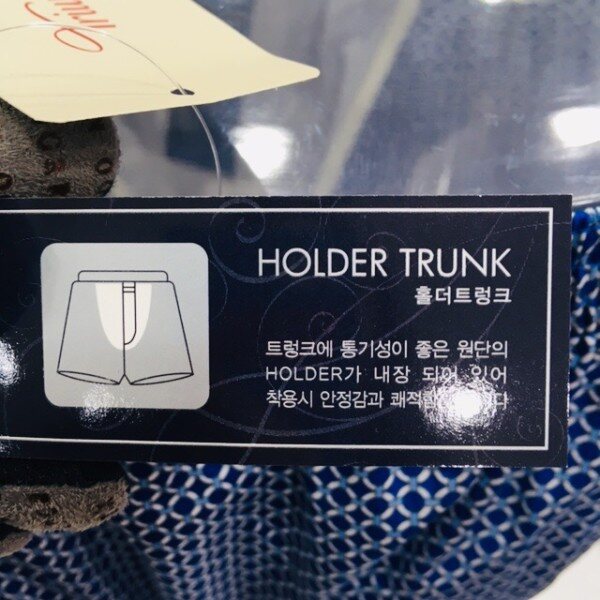 HOLDER TRUNK
홀더트렁크
트렁크에 통기성이 좋은 원단의
HOLDER가 내장 되어 있어
착용시 안정감과